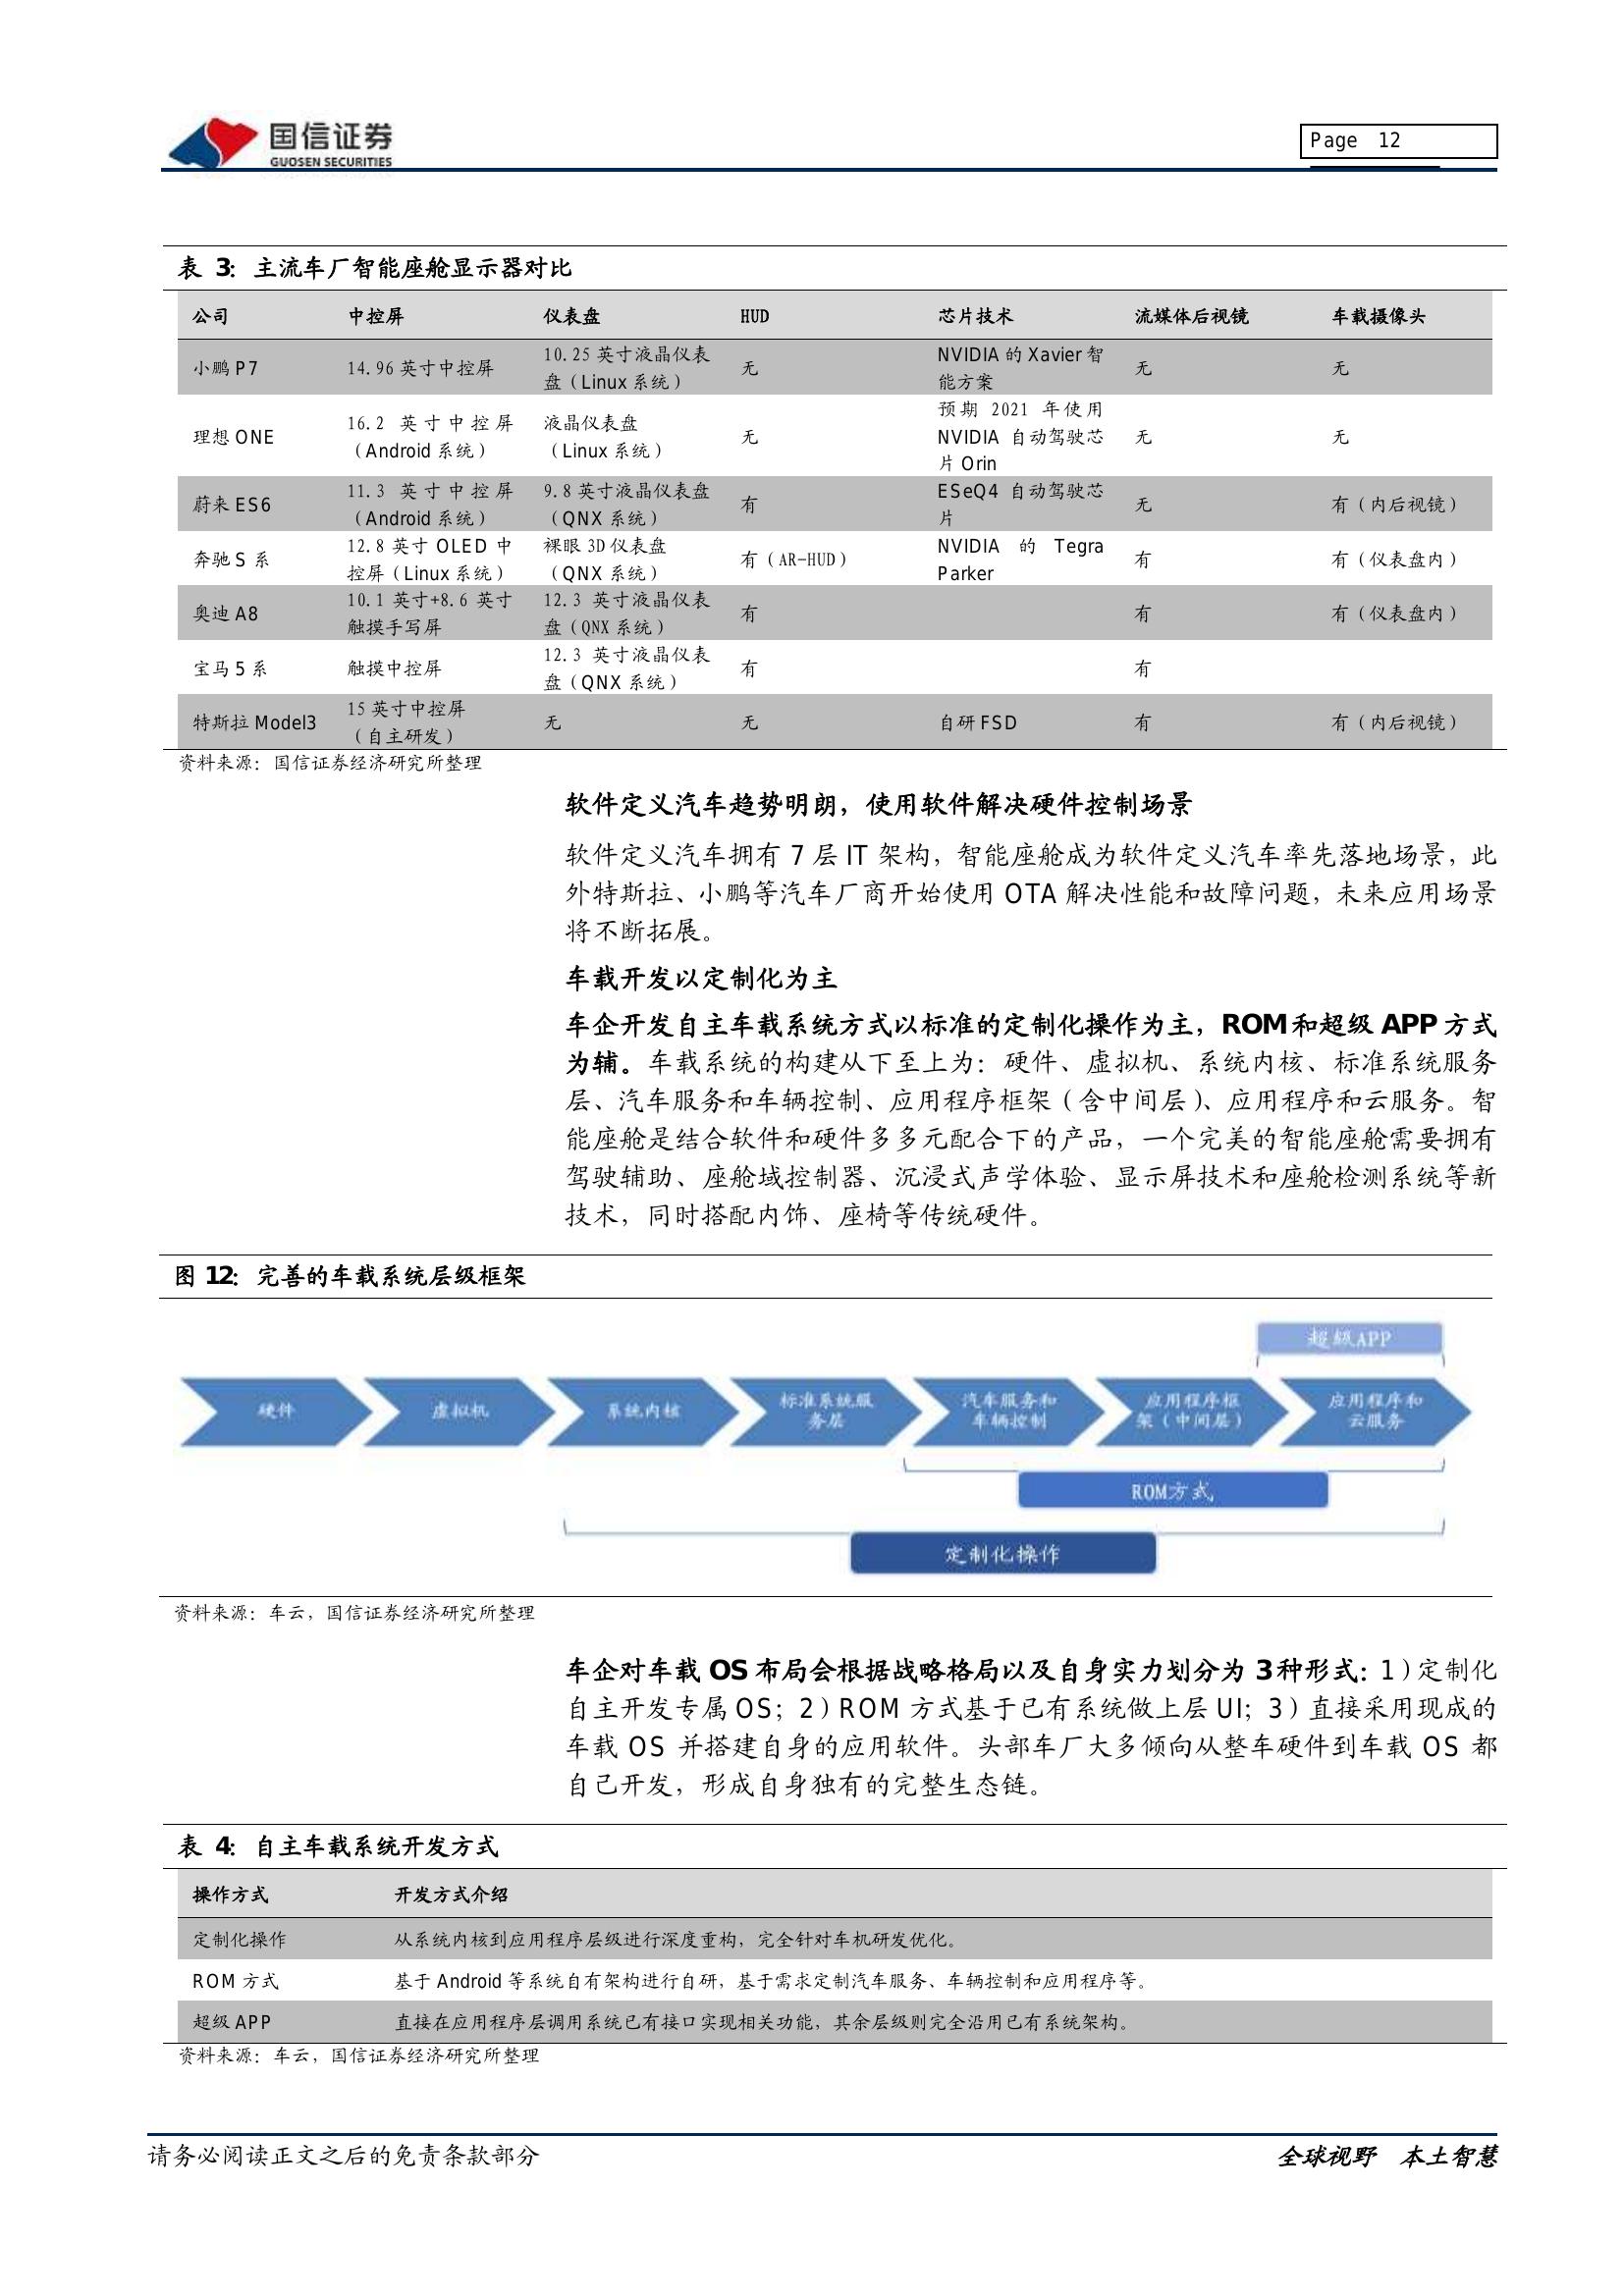 国信证券
GUOSEN SECURITIES
Page 12
表 3：主流车厂智能座舱显示器对比
公司 中控屏 仪表盘 HUD 芯片技术 流媒体后视镜 车载摄像头
小鹏 P7 14.96 英寸中控屏 10.25 英寸液晶仪表盘（Linux 系统） 无 NVIDIA 的 Xavier 智能方案 无 无
理想 ONE 16.2 英寸中控屏（Android 系统） 液晶仪表盘（Linux 系统） 无 预期 2021 年使用 NVIDIA 自动驾驶芯片 Orin 无 无
蔚来 ES6 11.3 英寸中控屏（Android 系统） 9.8 英寸液晶仪表盘（QNX 系统） 有 ESeQ4 自动驾驶芯片 无 有（内后视镜）
奔驰 S 系 12.8 英寸 OLED 中控屏（Linux 系统） 裸眼 3D 仪表盘（QNX 系统） 有（AR-HUD） NVIDIA 的 Tegra Parker 有 有（仪表盘内）
奥迪 A8 10.1 英寸+8.6 英寸触摸手写屏 12.3 英寸液晶仪表盘（QNX 系统） 有 有 有（仪表盘内）
宝马 5 系 触摸中控屏 12.3 英寸液晶仪表盘（QNX 系统） 有 有
特斯拉 Model3 15 英寸中控屏（自主研发） 无 无 自研 FSD 有 有（内后视镜）
资料来源：国信证券经济研究所整理
软件定义汽车趋势明朗，使用软件解决硬件控制场景
软件定义汽车拥有 7 层 IT 架构，智能座舱成为软件定义汽车率先落地场景，此
外特斯拉、小鹏等汽车厂商开始使用 OTA 解决性能和故障问题，未来应用场景
将不断拓展。
车载开发以定制化为主
车企开发自主车载系统方式以标准的定制化操作为主，ROM 和超级 APP 方式
为辅。车载系统的构建从下至上为：硬件、虚拟机、系统内核、标准系统服务
层、汽车服务和车辆控制、应用程序框架（含中间层）、应用程序和云服务。智
能座舱是结合软件和硬件多多元配合下的产品，一个完美的智能座舱需要拥有
驾驶辅助、座舱域控制器、沉浸式声学体验、显示屏技术和座舱检测系统等新
技术，同时搭配内饰、座椅等传统硬件。
图 12：完善的车载系统层级框架
超级APP
硬件 虚拟机 系统内核 标准系统服务层 汽车服务和车辆控制 应用程序框架（中间层） 应用程序和云服务
ROM方式
定制化操作
资料来源：车云，国信证券经济研究所整理
车企对车载 OS 布局会根据战略格局以及自身实力划分为 3 种形式：1）定制化
自主开发专属 OS；2）ROM 方式基于已有系统做上层 UI；3）直接采用现成的
车载 OS 并搭建自身的应用软件。头部车厂大多倾向从整车硬件到车载 OS 都
自己开发，形成自身独有的完整生态链。
表 4：自主车载系统开发方式
操作方式 开发方式介绍
定制化操作 从系统内核到应用程序层级进行深度重构，完全针对车机研发优化。
ROM 方式 基于 Android 等系统自有架构进行自研，基于需求定制汽车服务、车辆控制和应用程序等。
超级 APP 直接在应用程序层调用系统已有接口实现相关功能，其余层级则完全沿用已有系统架构。
资料来源：车云，国信证券经济研究所整理
请务必阅读正文之后的免责条款部分 全球视野 本土智慧